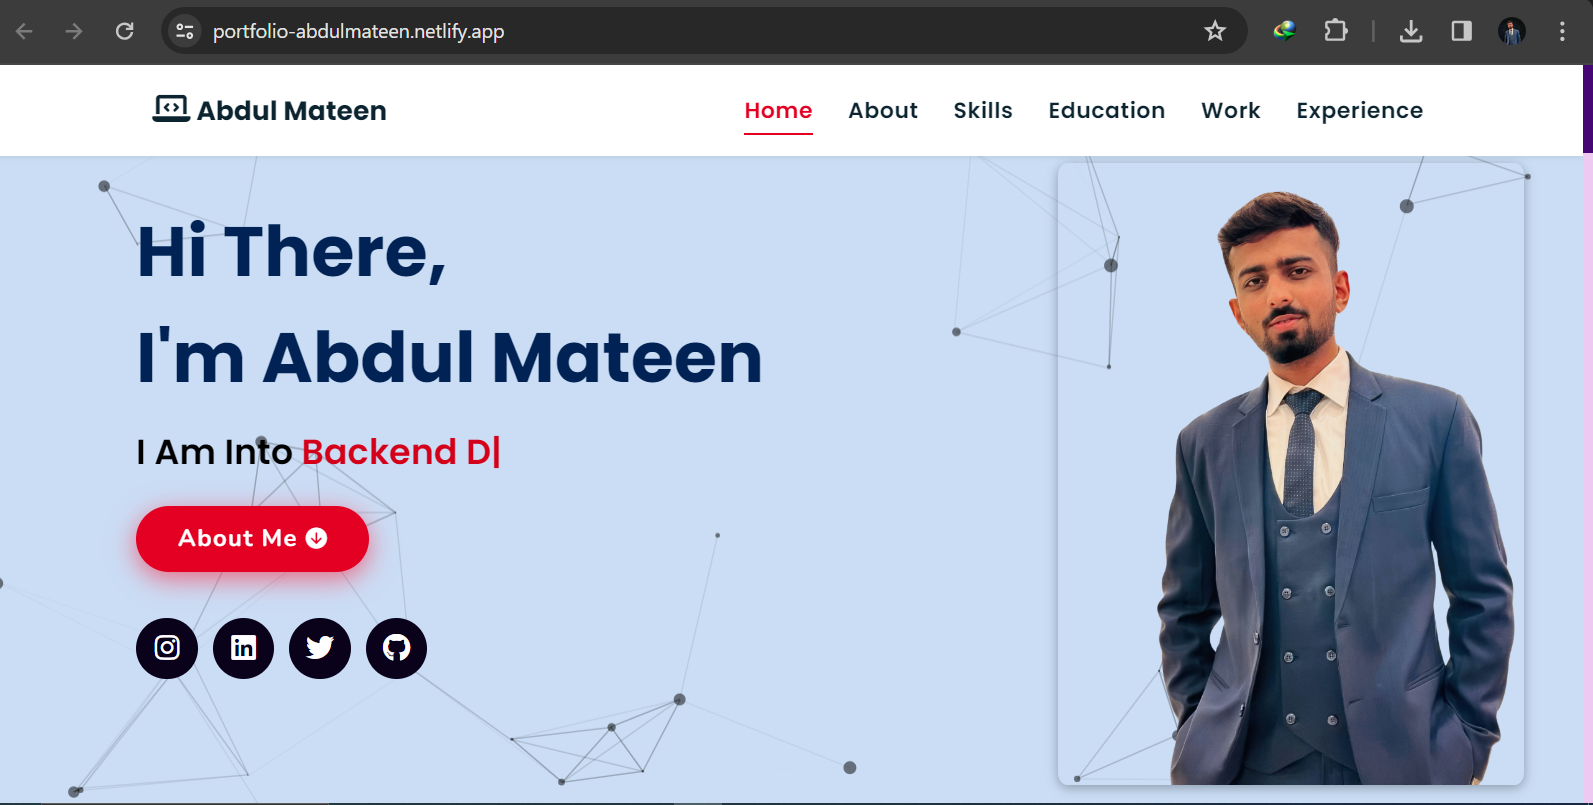 portfolio-abdulmateen.netlify.app
Abdul Mateen
Home About Skills Education Work Experience
Hi There,
I'm Abdul Mateen
I Am Into Backend D|
About Me
in